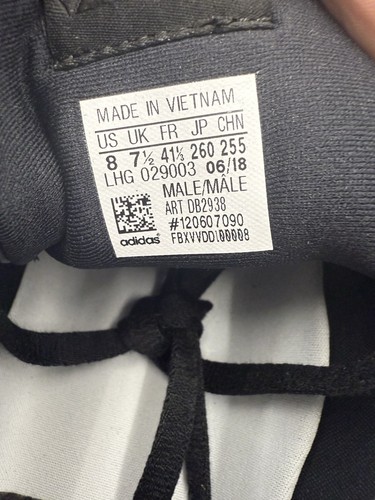 MADE IN VIETNAM
US UK FR JP CHN
8 7½ 41⅓ 260 255
LHG 029003 06/18
MALE/MALE
ART DB2938
#120607090
adidas FBXVVDD100008